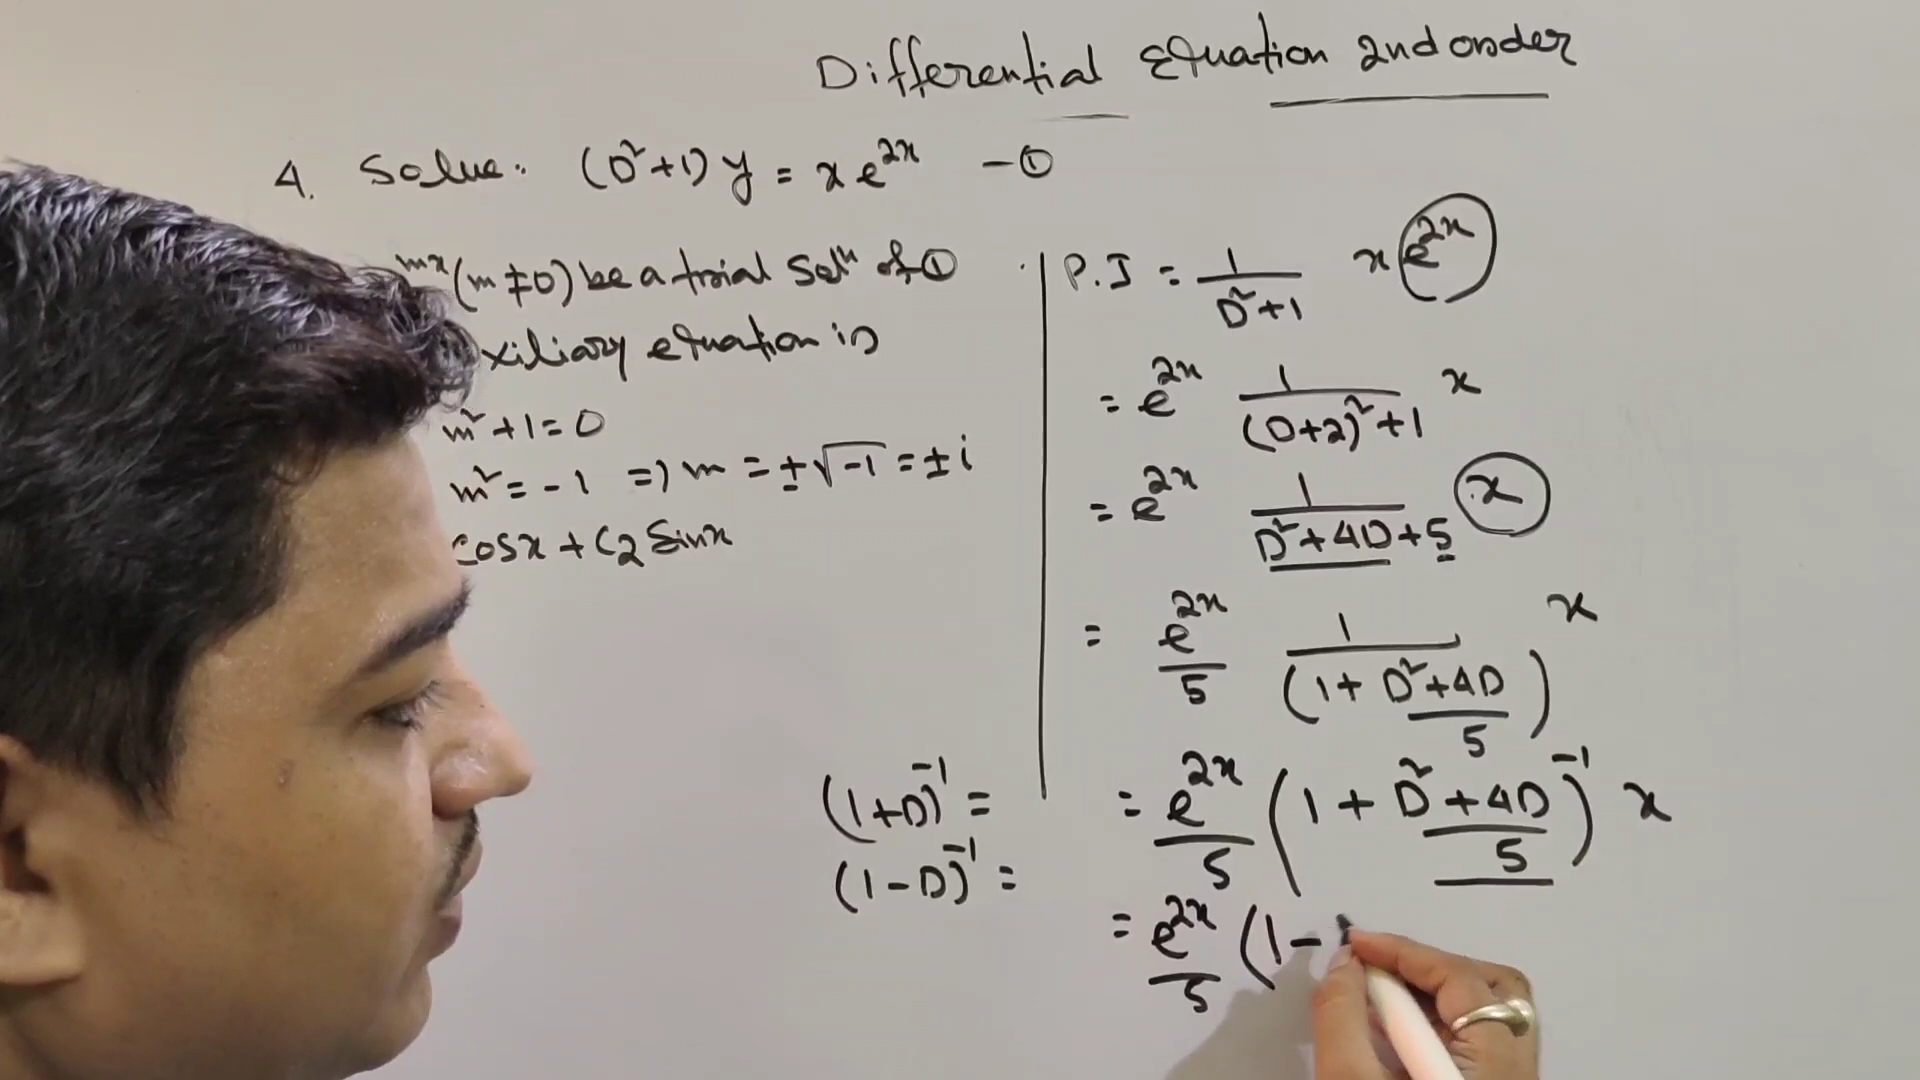 Differential Equation 2nd order
4. Solve: (D²+1) y = x e^{2x} - ①
e^{mx} (m ≠ 0) be a trial Solⁿ of ①
xiliary equation is
m² + 1 = 0
m² = -1 => m = ±√-1 = ±i
cosx + C2 Sinx
P.I = 1/(D²+1) x e^{2x}
= e^{2x} 1/((D+2)²+1) x
= e^{2x} 1/(D²+4D+5) x
= e^{2x}/5 1/(1+ (D²+4D)/5) x
= e^{2x}/5 (1 + (D²+4D)/5)^{-1} x
= e^{2x}/5 (1 -
(1+D)^{-1} =
(1-D)^{-1} =